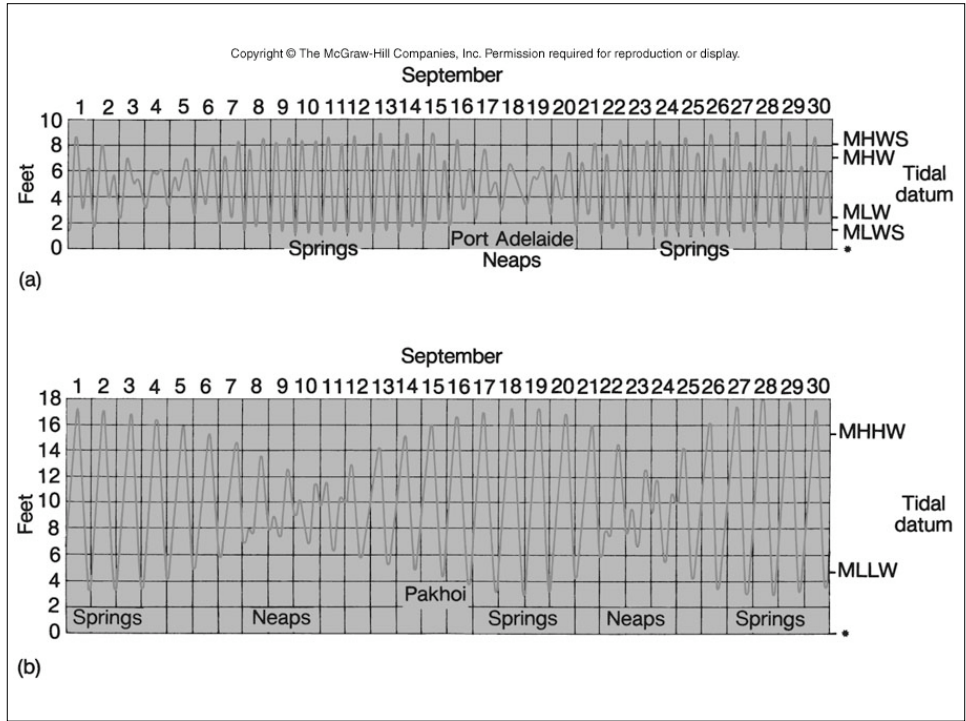 Copyright © The McGraw-Hill Companies, Inc. Permission required for reproduction or display.
September
1 2 3 4 5 6 7 8 9 10 11 12 13 14 15 16 17 18 19 20 21 22 23 24 25 26 27 28 29 30
10
8
6
4
2
0
Feet
MHWS
MHW
Tidal
datum
MLW
MLWS
*
Springs
Port Adelaide
Neaps
Springs
(a)
September
1 2 3 4 5 6 7 8 9 10 11 12 13 14 15 16 17 18 19 20 21 22 23 24 25 26 27 28 29 30
18
16
14
12
10
8
6
4
2
0
Feet
MHHW
Tidal
datum
MLLW
*
Pakhoi
Springs Neaps Springs Neaps Springs
(b)